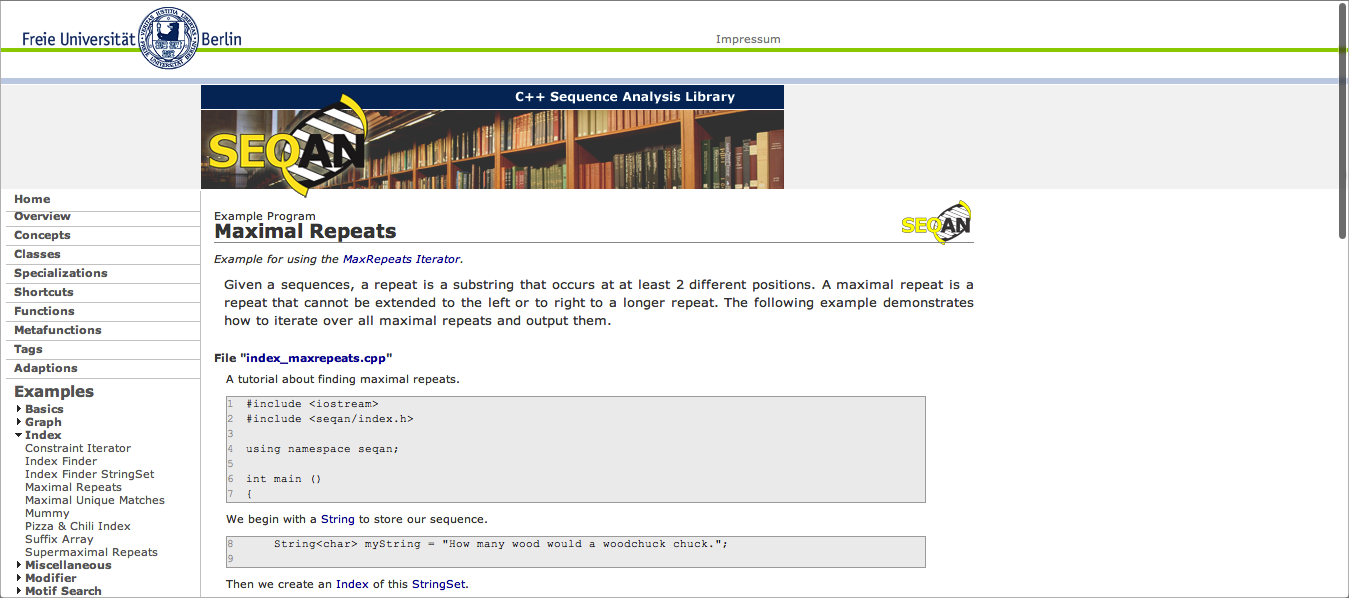 Freie Universität Berlin
Impressum
C++ Sequence Analysis Library
SEQAN
Home
Overview
Concepts
Classes
Specializations
Shortcuts
Functions
Metafunctions
Tags
Adaptions
Examples
Basics
Graph
Index
Constraint Iterator
Index Finder
Index Finder StringSet
Maximal Repeats
Maximal Unique Matches
Mummy
Pizza & Chili Index
Suffix Array
Supermaximal Repeats
Miscellaneous
Modifier
Motif Search
Example Program
Maximal Repeats
SEQAN
Example for using the MaxRepeats Iterator.
Given a sequences, a repeat is a substring that occurs at at least 2 different positions. A maximal repeat is a
repeat that cannot be extended to the left or to right to a longer repeat. The following example demonstrates
how to iterate over all maximal repeats and output them.
File "index_maxrepeats.cpp"
A tutorial about finding maximal repeats.
1 #include <iostream>
2 #include <seqan/index.h>
3
4 using namespace seqan;
5
6 int main ()
7 {
We begin with a String to store our sequence.
8 String<char> myString = "How many wood would a woodchuck chuck.";
9
Then we create an Index of this StringSet.